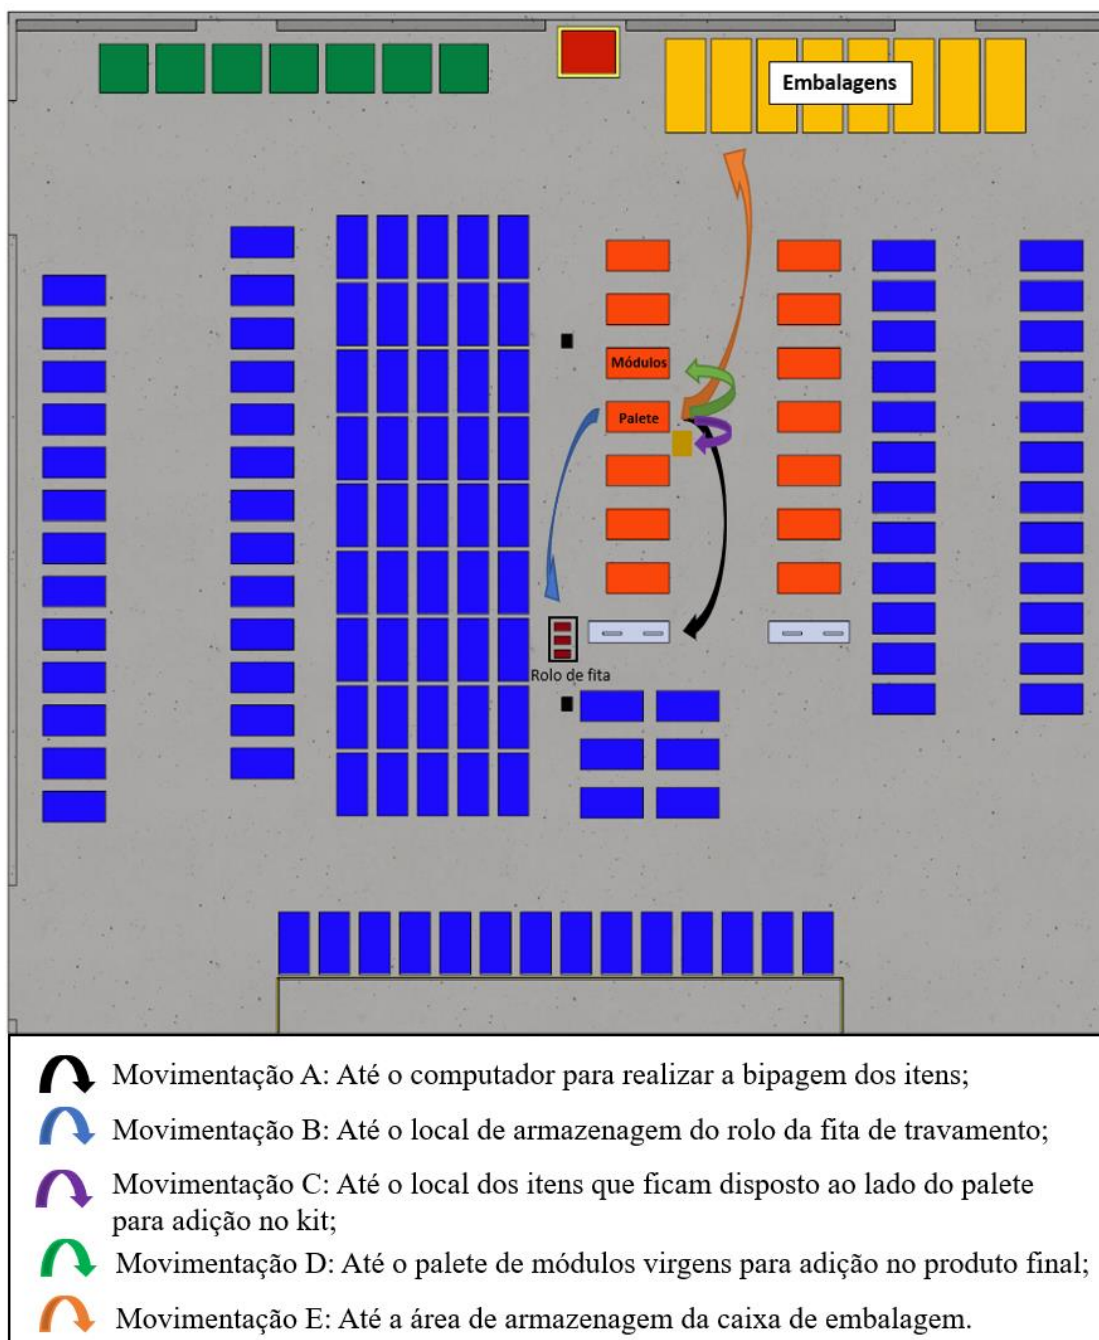 Embalagens
Módulos
Palete
Rolo de fita
Movimentação A: Até o computador para realizar a bipagem dos itens;
Movimentação B: Até o local de armazenagem do rolo da fita de travamento;
Movimentação C: Até o local dos itens que ficam disposto ao lado do palete
para adição no kit;
Movimentação D: Até o palete de módulos virgens para adição no produto final;
Movimentação E: Até a área de armazenagem da caixa de embalagem.